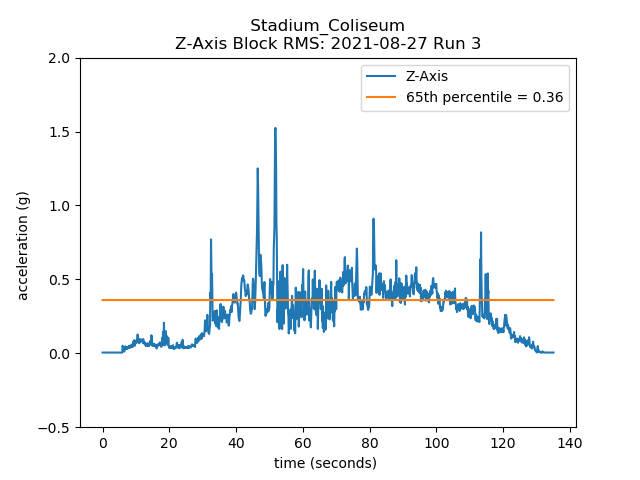 Stadium_Coliseum
Z-Axis Block RMS: 2021-08-27 Run 3
2.0
1.5
1.0
0.5
0.0
−0.5
acceleration (g)
Z-Axis
65th percentile = 0.36
0 20 40 60 80 100 120 140
time (seconds)